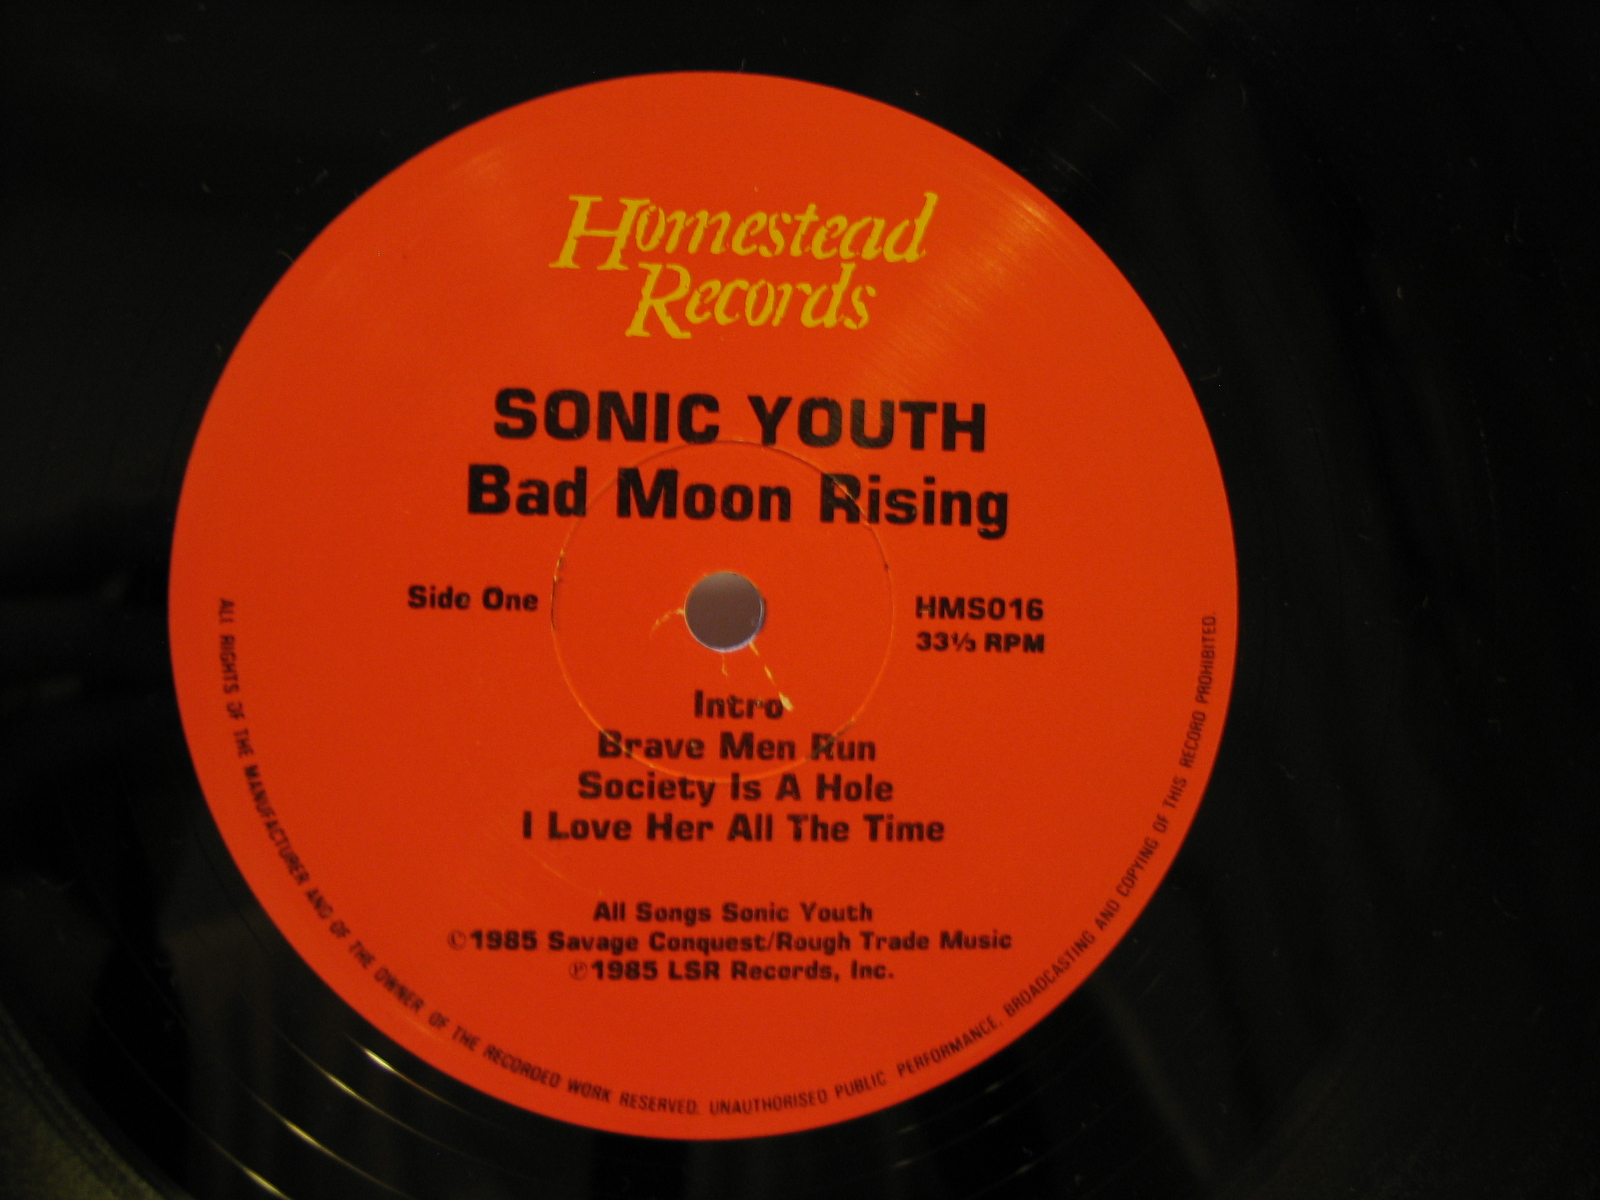 Homestead
Records
SONIC YOUTH
Bad Moon Rising
Side One
HMS016
33⅓ RPM
Intro
Brave Men Run
Society Is A Hole
I Love Her All The Time
All Songs Sonic Youth
©1985 Savage Conquest/Rough Trade Music
℗1985 LSR Records, Inc.
ALL RIGHTS OF THE MANUFACTURER AND OF THE OWNER OF THE RECORDED WORK RESERVED. UNAUTHORISED PUBLIC PERFORMANCE, BROADCASTING AND COPYING OF THIS RECORD PROHIBITED.